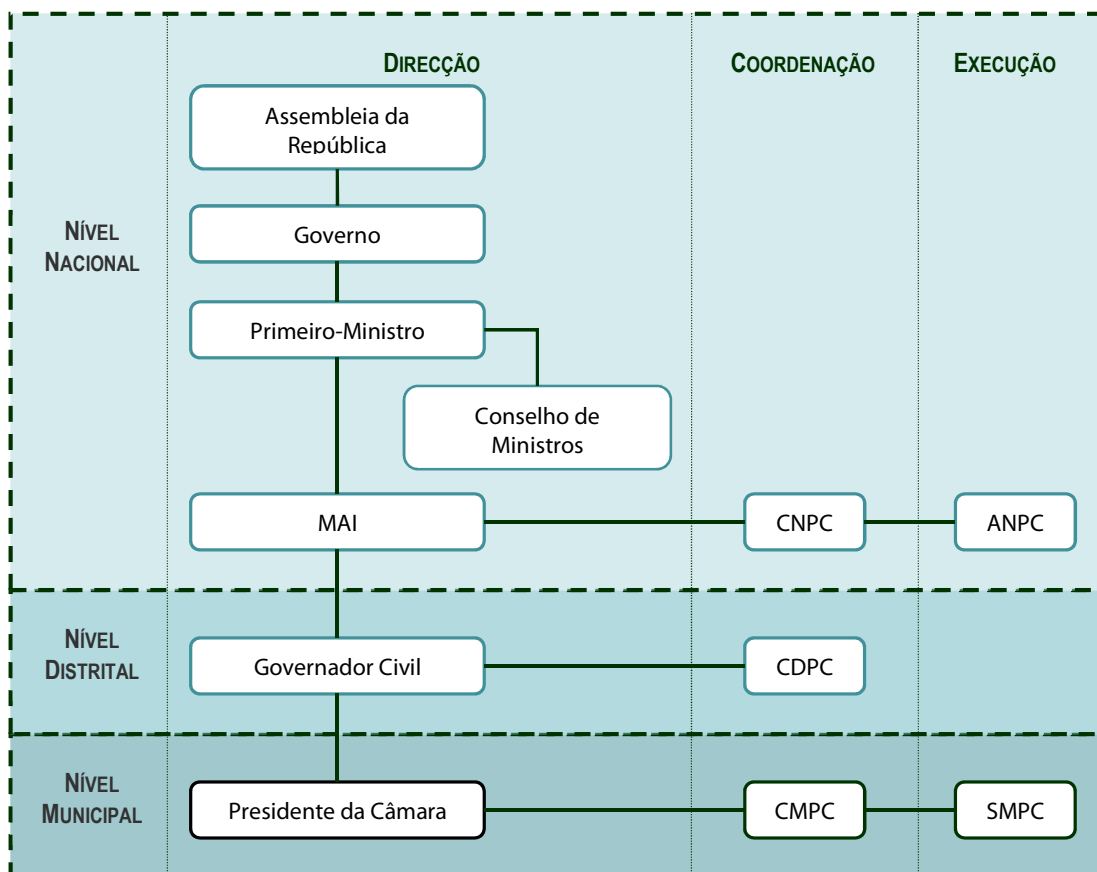 DIRECÇÃO
COORDENAÇÃO
EXECUÇÃO
NÍVEL
NACIONAL
Assembleia da
República
Governo
Primeiro-Ministro
Conselho de
Ministros
MAI
CNPC
ANPC
NÍVEL
DISTRITAL
Governador Civil
CDPC
NÍVEL
MUNICIPAL
Presidente da Câmara
CMPC
SMPC